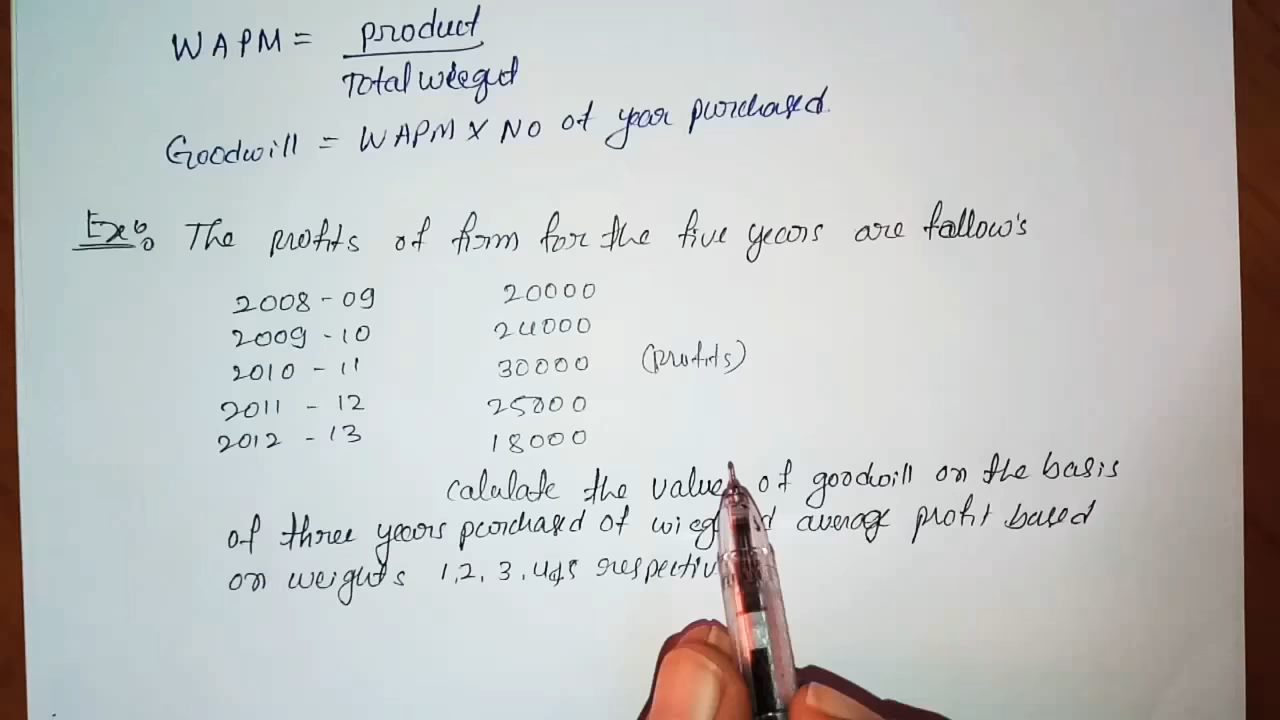 WAPM = product / Total weight
Goodwill = WAPM X NO of year purchased.
Ex: The profits of firm for the five years are fallow's
2008 - 09 20000
2009 - 10 24000
2010 - 11 30000 (profits)
2011 - 12 25000
2012 - 13 18000
calulate the value of goodwill on the basis
of three years purchased of average profit based
on weights 1, 2, 3, 4&5